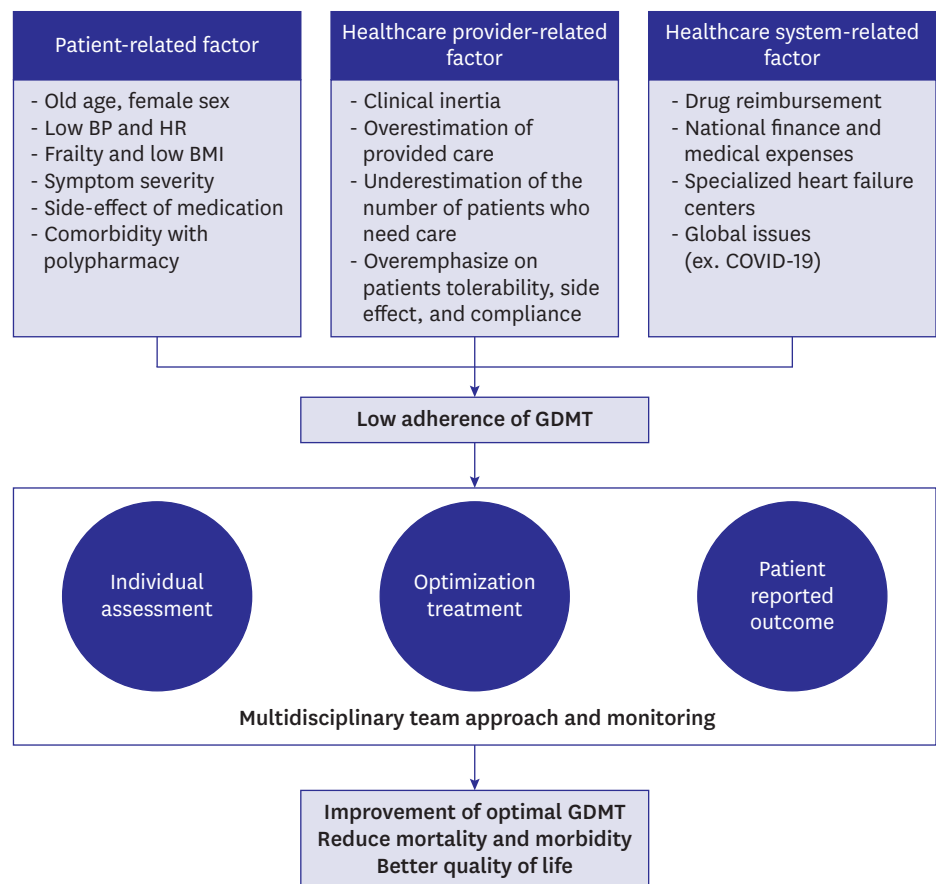 Patient-related factor
- Old age, female sex
- Low BP and HR
- Frailty and low BMI
- Symptom severity
- Side-effect of medication
- Comorbidity with
polypharmacy
Healthcare provider-related
factor
- Clinical inertia
- Overestimation of
provided care
- Underestimation of the
number of patients who
need care
- Overemphasize on
patients tolerability, side
effect, and compliance
Healthcare system-related
factor
- Drug reimbursement
- National finance and
medical expenses
- Specialized heart failure
centers
- Global issues
(ex. COVID-19)
Low adherence of GDMT
Individual
assessment
Optimization
treatment
Patient
reported
outcome
Multidisciplinary team approach and monitoring
Improvement of optimal GDMT
Reduce mortality and morbidity
Better quality of life